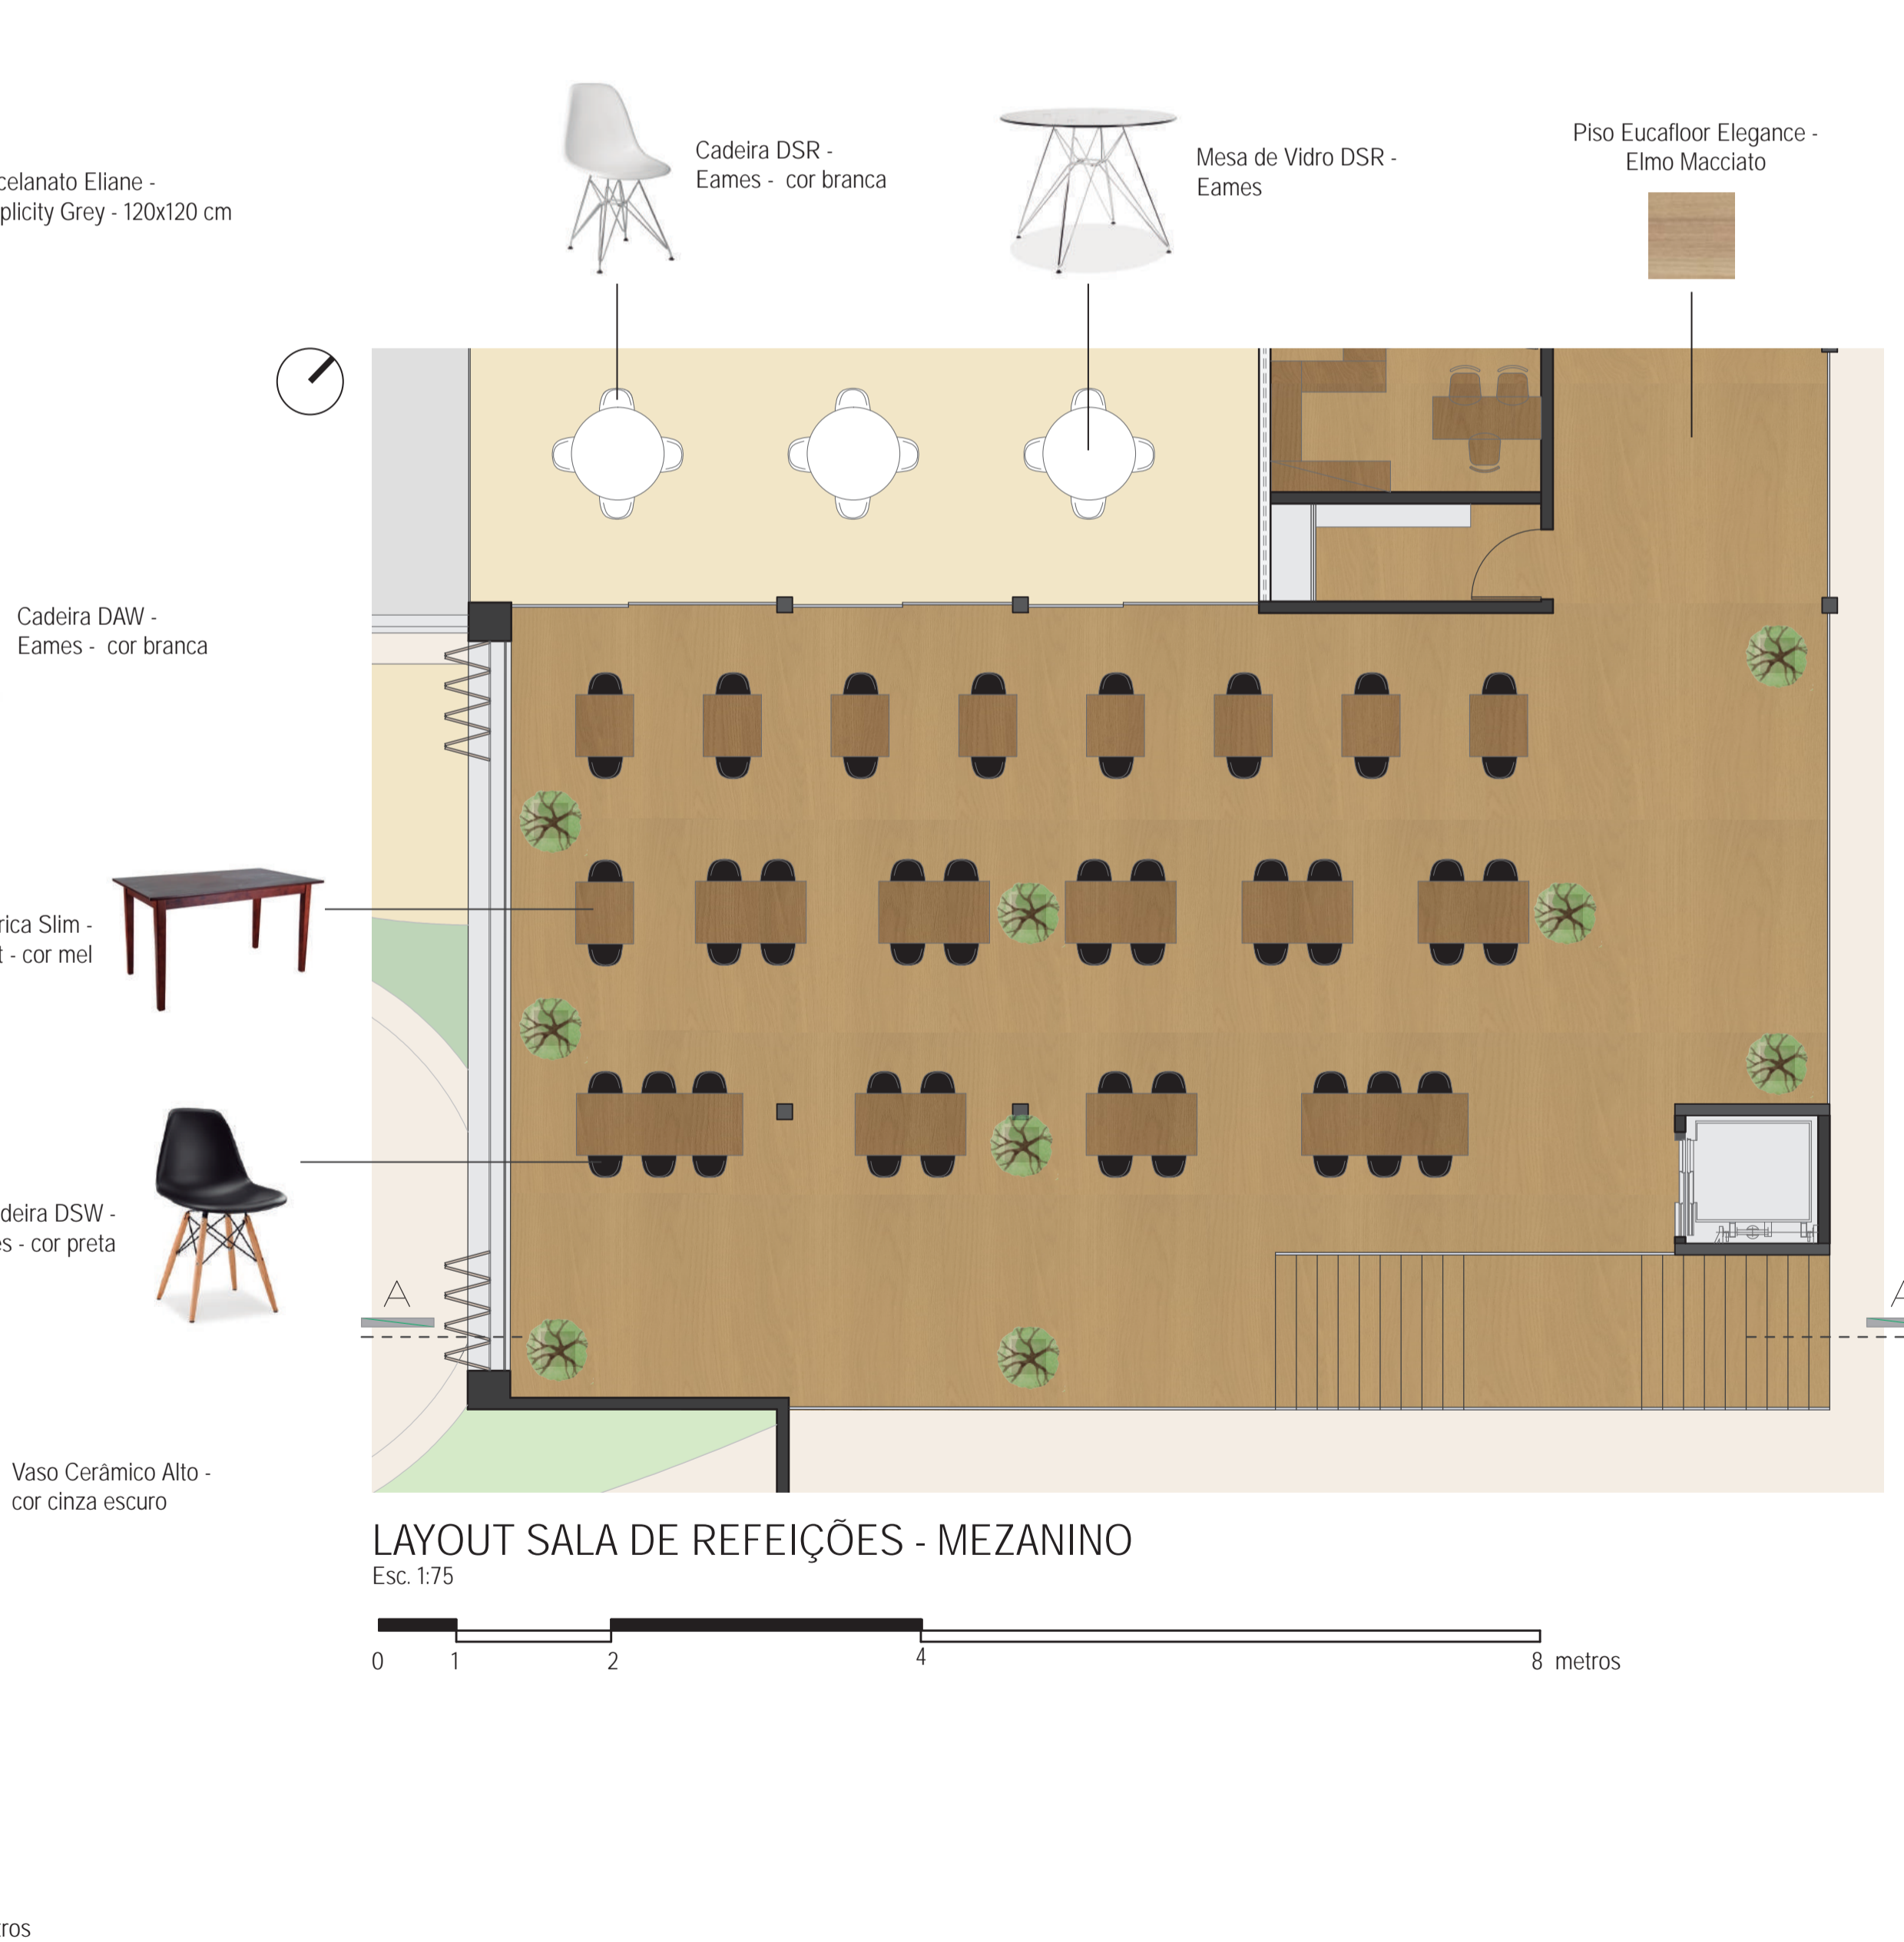 Cadeira DSR -
Eames - cor branca
Mesa de Vidro DSR -
Eames
Piso Eucafloor Elegance -
Elmo Macciato
celanato Eliane -
plicity Grey - 120x120 cm
Cadeira DAW -
Eames - cor branca
rica Slim -
t - cor mel
deira DSW -
es - cor preta
A
A
Vaso Cerâmico Alto -
cor cinza escuro
LAYOUT SALA DE REFEIÇÕES - MEZANINO
Esc. 1:75
0 1 2 4 8 metros
ros